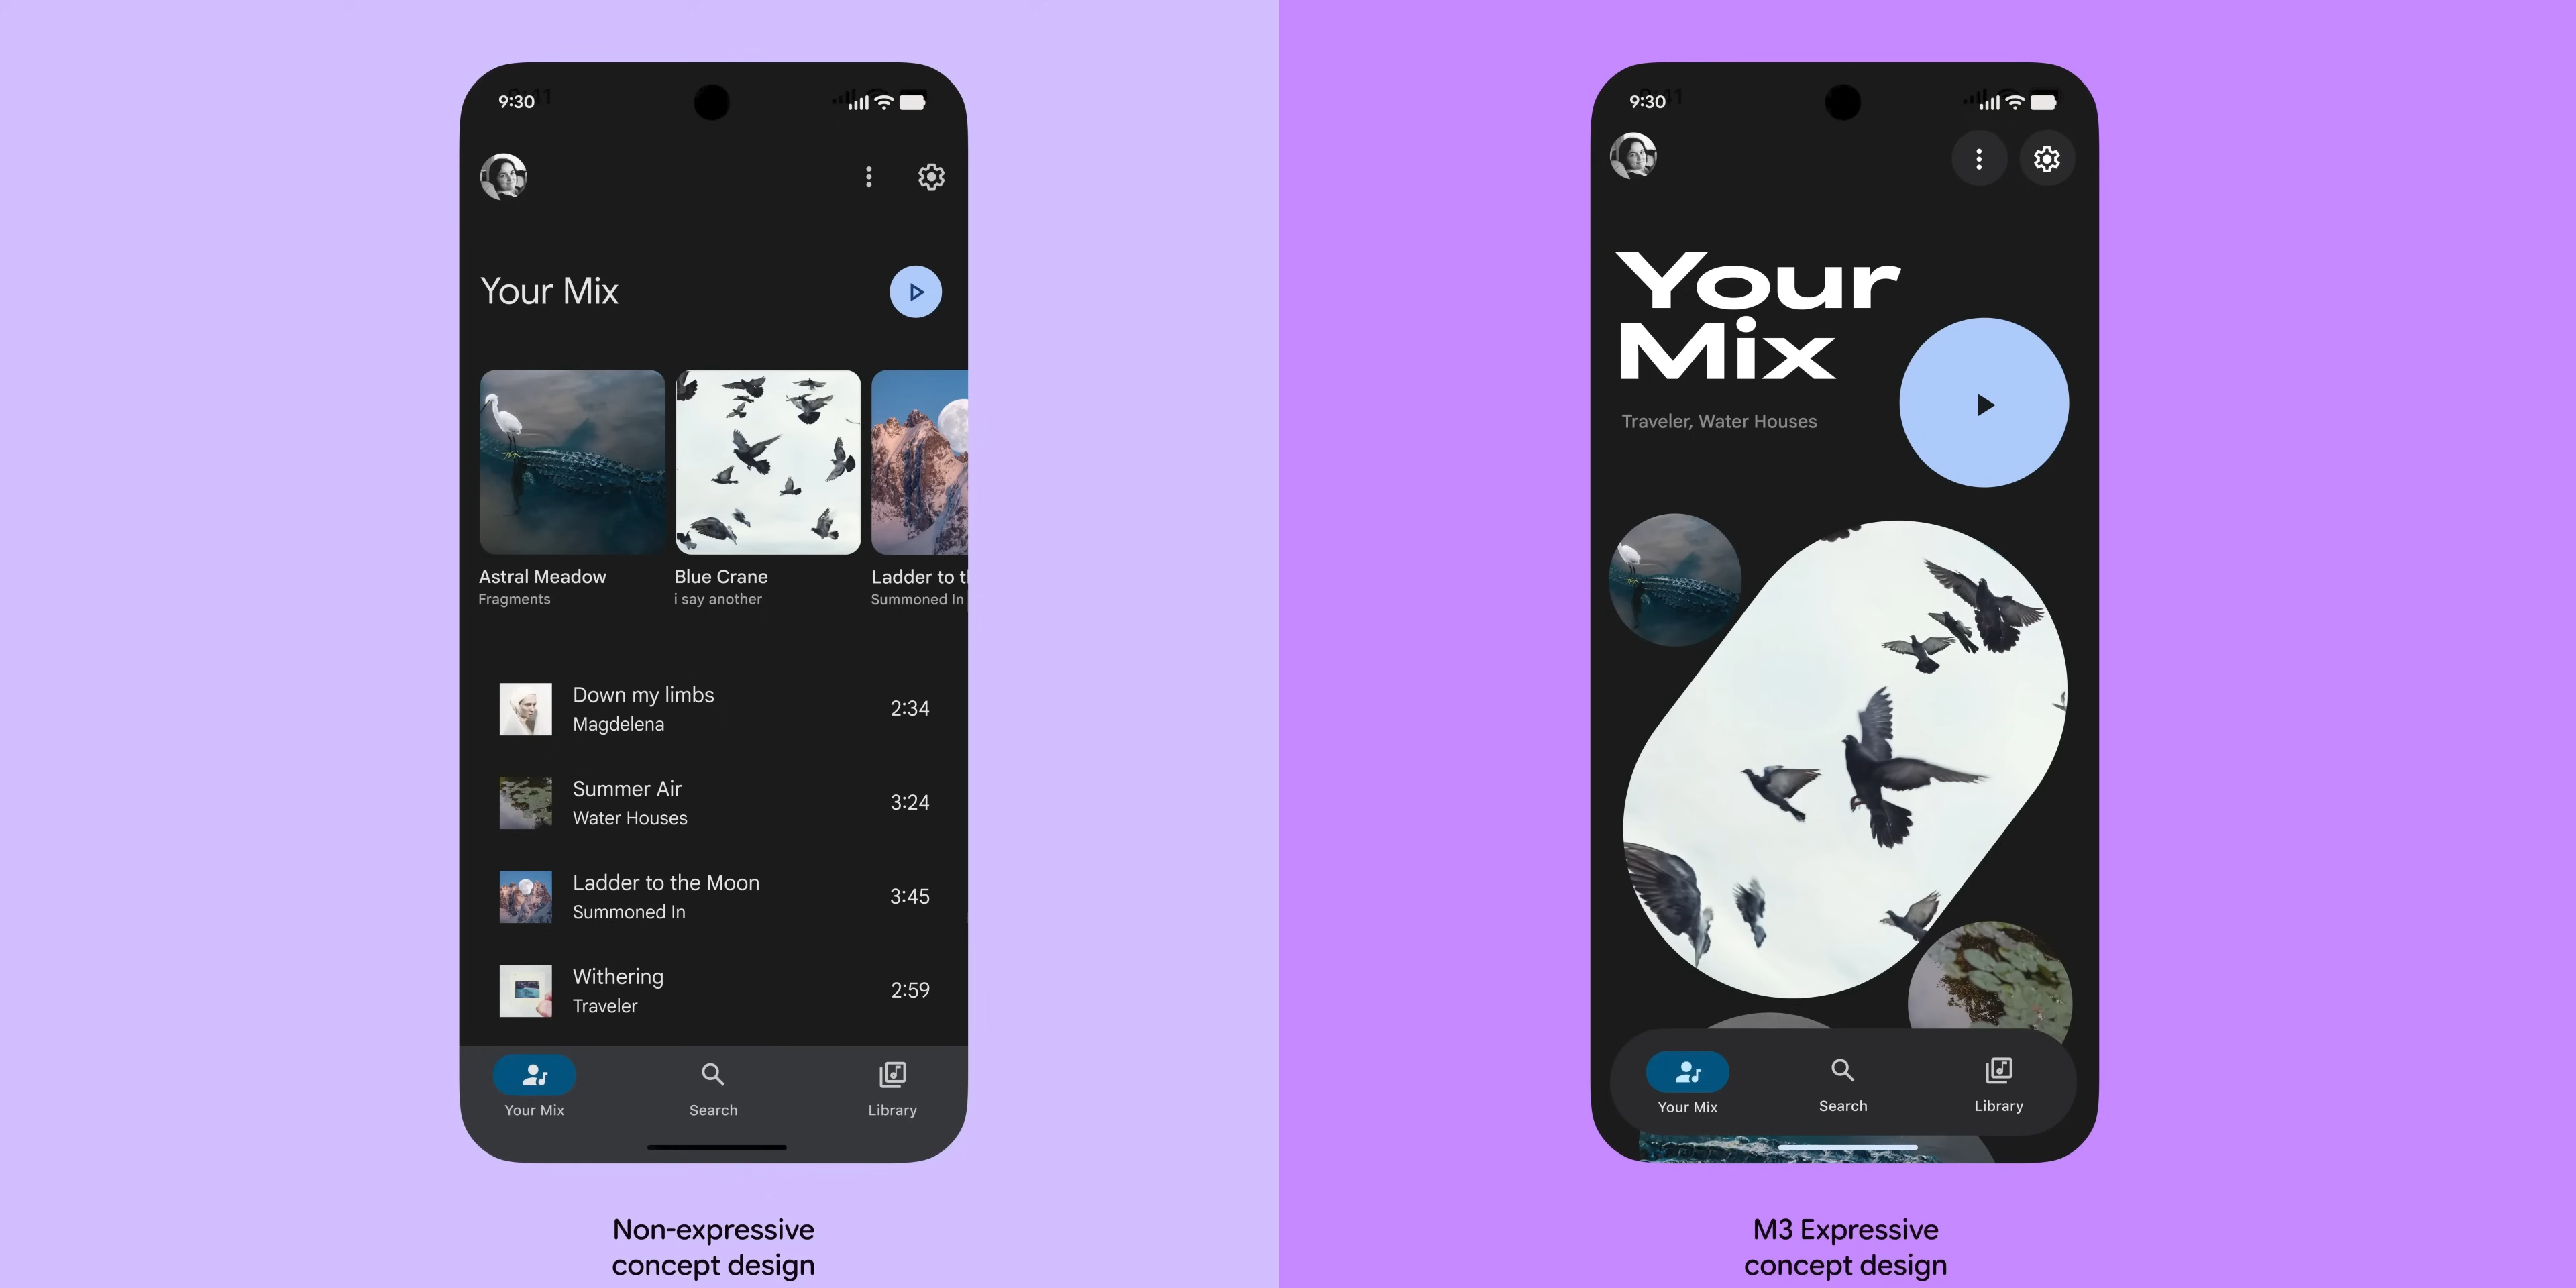 9:30
Your Mix
Astral Meadow
Fragments
Blue Crane
i say another
Ladder to t
Summoned In
Down my limbs
Magdelena
2:34
Summer Air
Water Houses
3:24
Ladder to the Moon
Summoned In
3:45
Withering
Traveler
2:59
Your Mix
Search
Library
Non-expressive
concept design
9:30
Your
Mix
Traveler, Water Houses
Your Mix
Search
Library
M3 Expressive
concept design